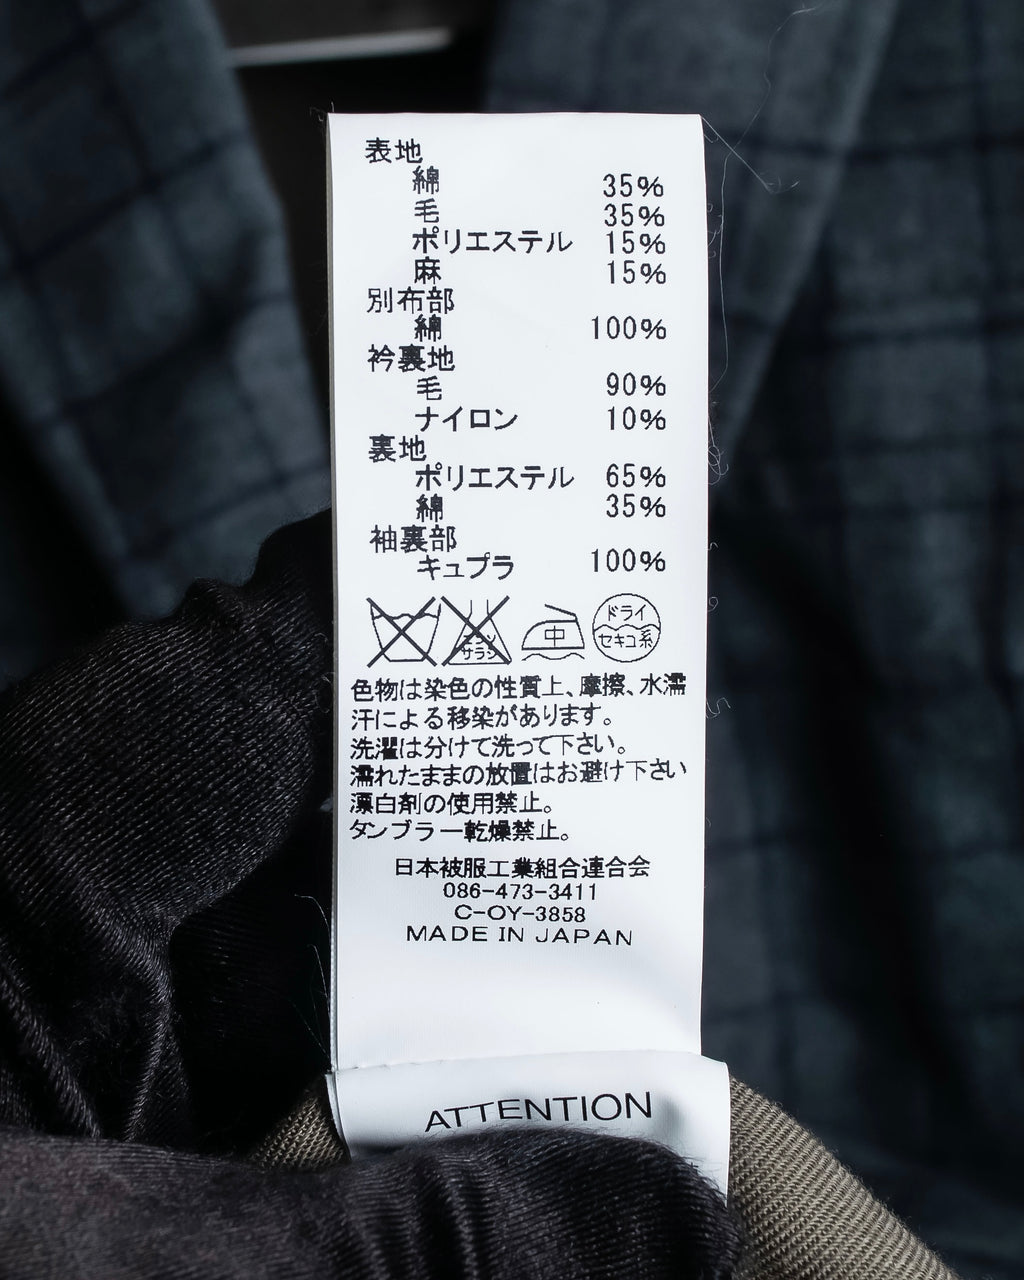 表地
綿 35%
毛 35%
ポリエステル 15%
麻 15%
別布部
綿 100%
衿裏地
毛 90%
ナイロン 10%
裏地
ポリエステル 65%
綿 35%
袖裏部
キュプラ 100%
エンソ
サラシ
中
ドライ
セキユ系
色物は染色の性質上、摩擦、水濡
汗による移染があります。
洗濯は分けて洗って下さい。
濡れたままの放置はお避け下さい
漂白剤の使用禁止。
タンブラー乾燥禁止。
日本被服工業組合連合会
086-473-3411
C-OY-3858
MADE IN JAPAN
ATTENTION